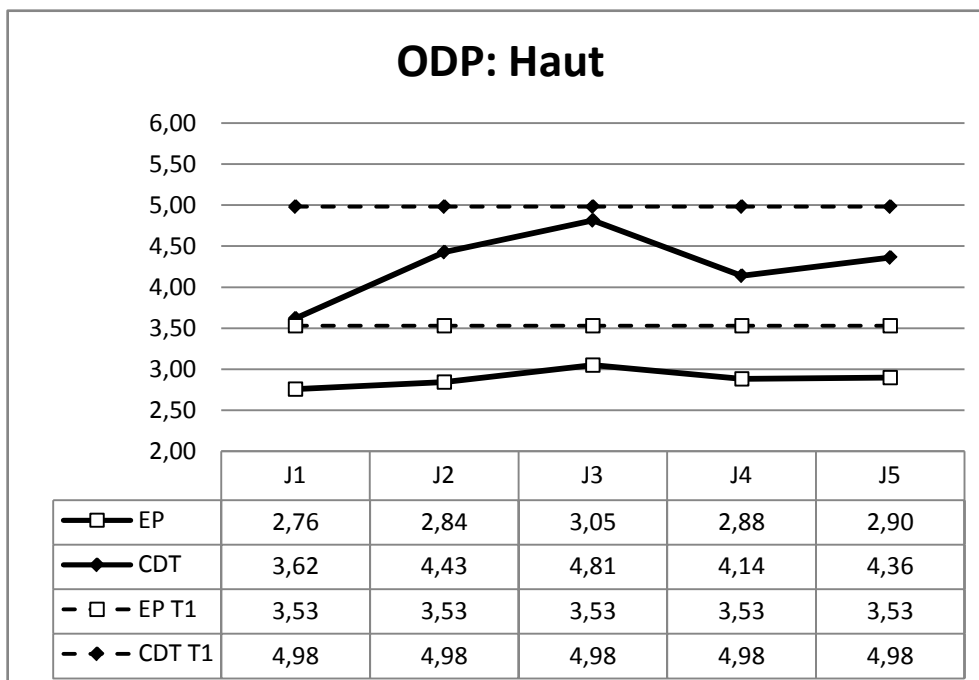 ODP: Haut
6,00
5,50
5,00
4,50
4,00
3,50
3,00
2,50
2,00
J1 J2 J3 J4 J5
EP 2,76 2,84 3,05 2,88 2,90
CDT 3,62 4,43 4,81 4,14 4,36
EP T1 3,53 3,53 3,53 3,53 3,53
CDT T1 4,98 4,98 4,98 4,98 4,98